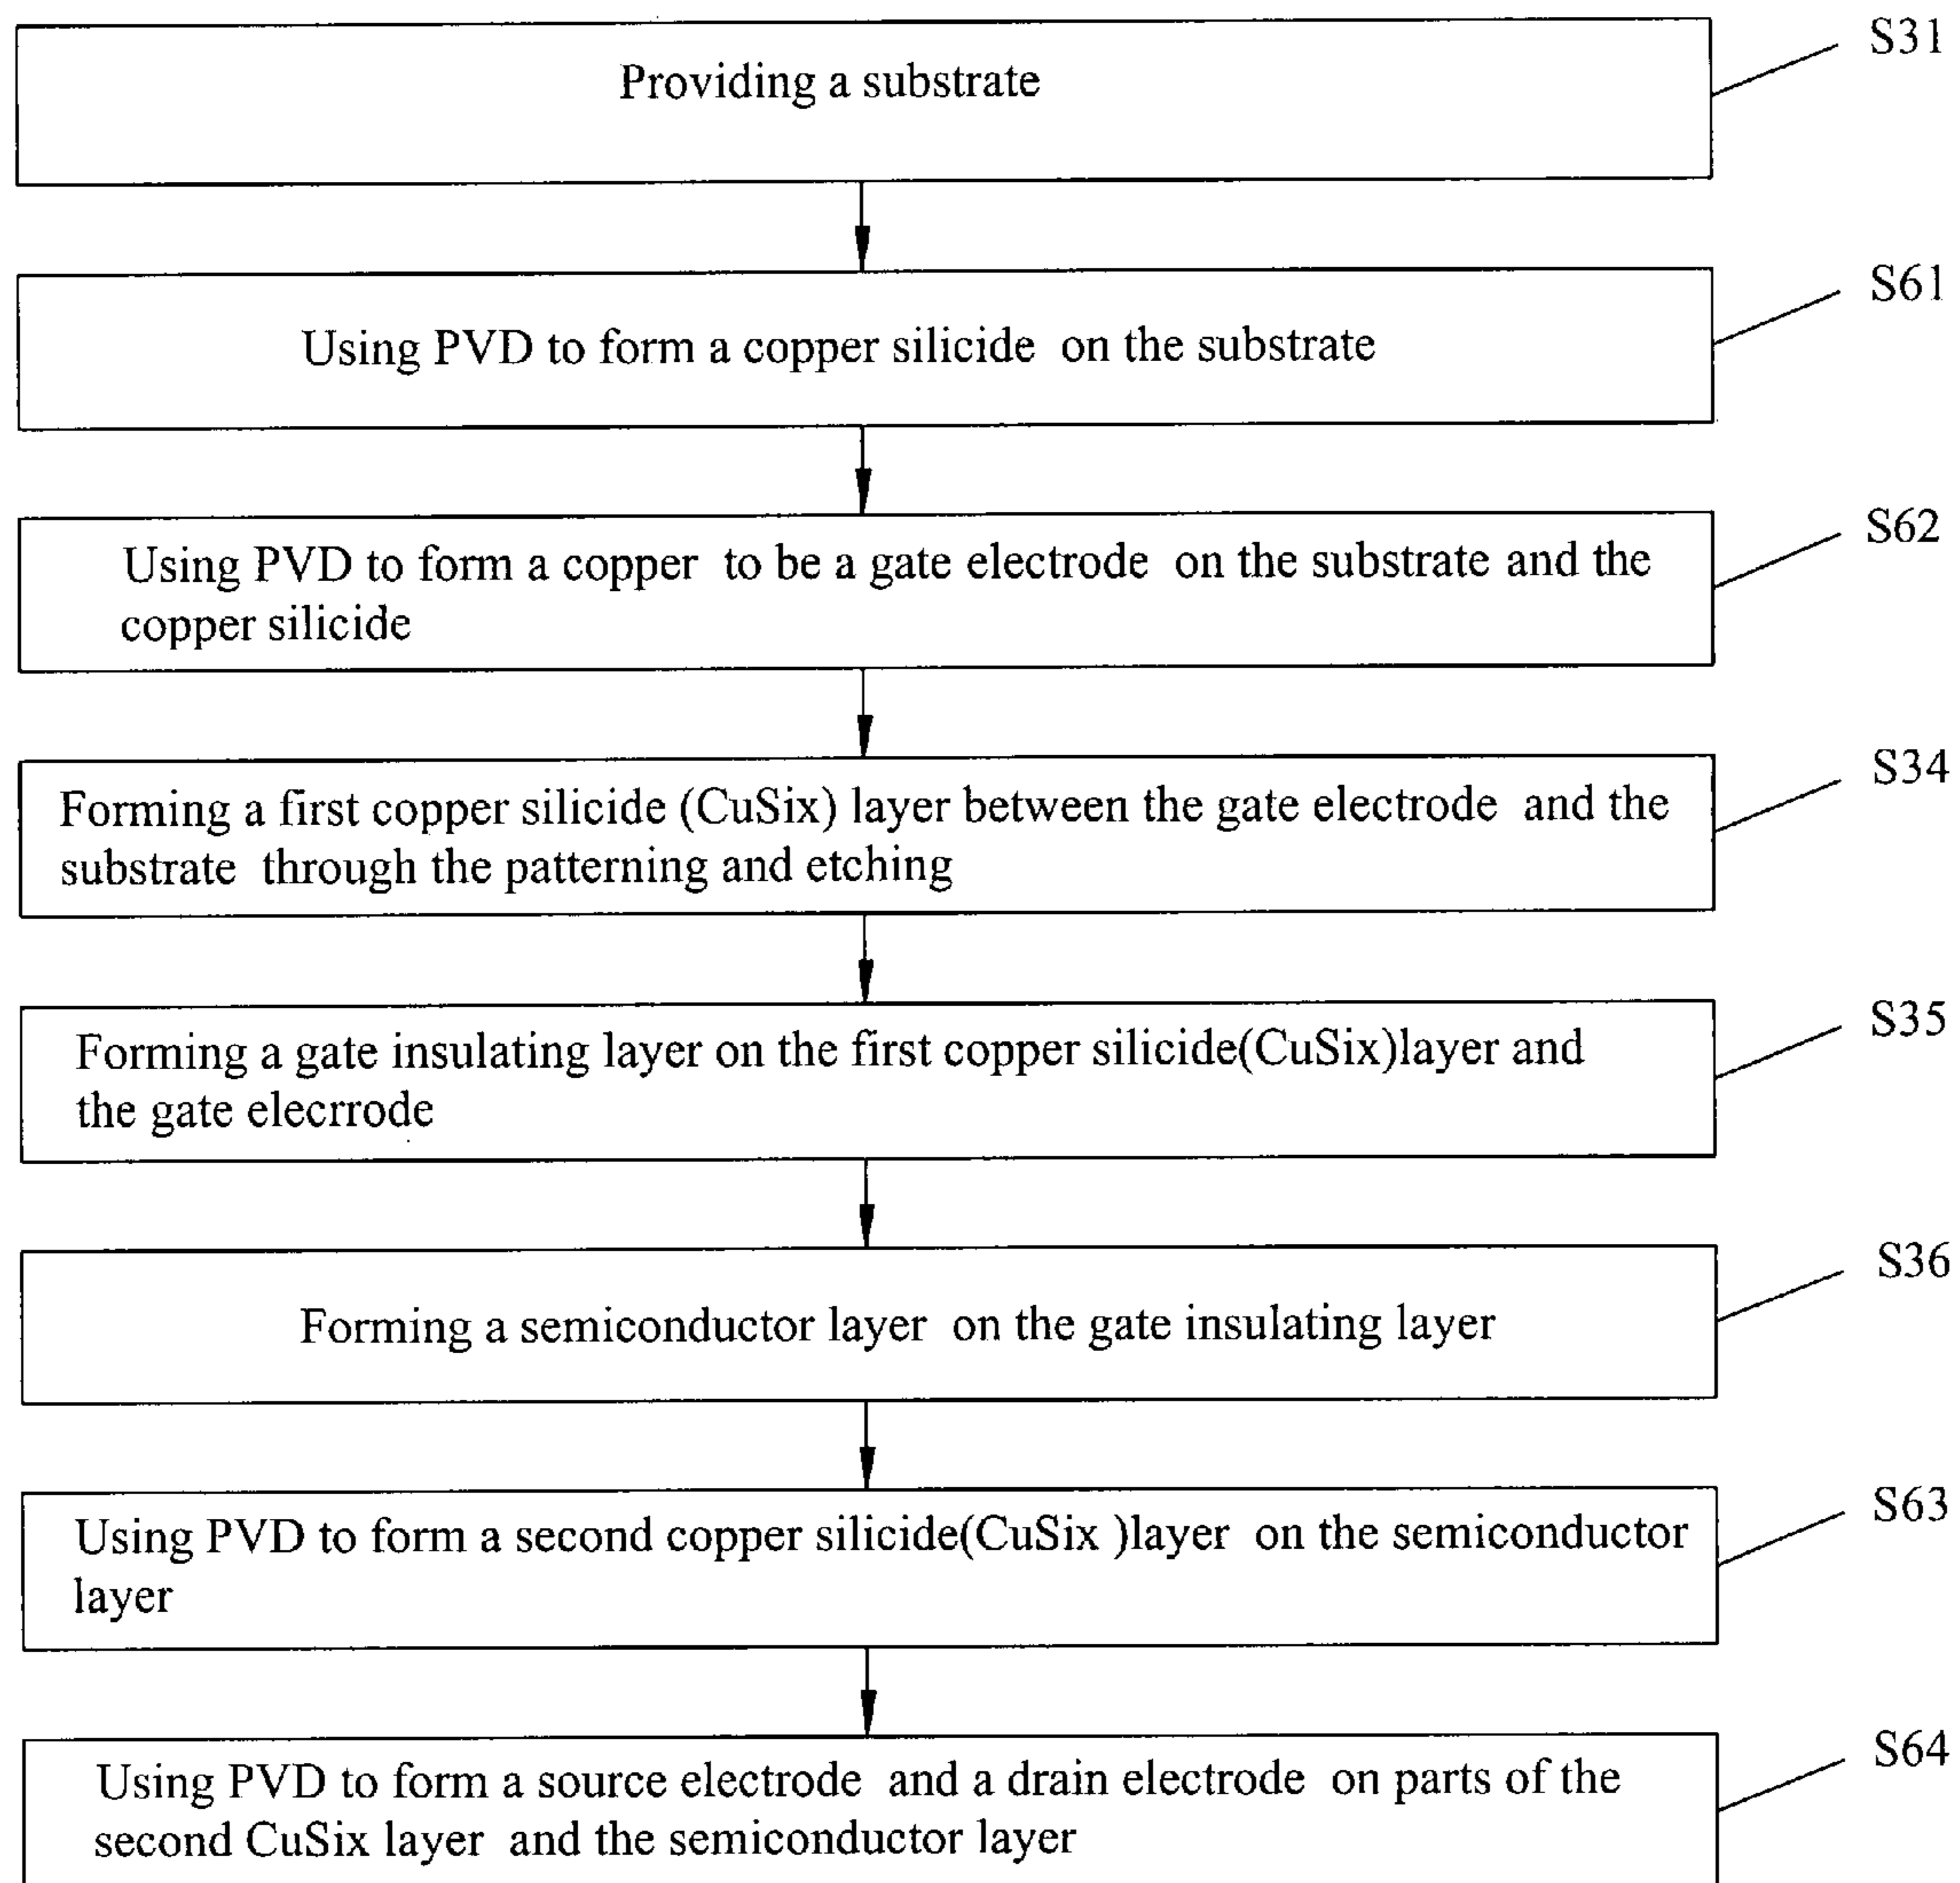 Providing a substrate
S31
Using PVD to form a copper silicide on the substrate
S61
Using PVD to form a copper to be a gate electrode on the substrate and the
copper silicide
S62
Forming a first copper silicide (CuSix) layer between the gate electrode and the
substrate through the patterning and etching
S34
Forming a gate insulating layer on the first copper silicide(CuSix)layer and
the gate elecrrode
S35
Forming a semiconductor layer on the gate insulating layer
S36
Using PVD to form a second copper silicide(CuSix )layer on the semiconductor
layer
S63
Using PVD to form a source electrode and a drain electrode on parts of the
second CuSix layer and the semiconductor layer
S64